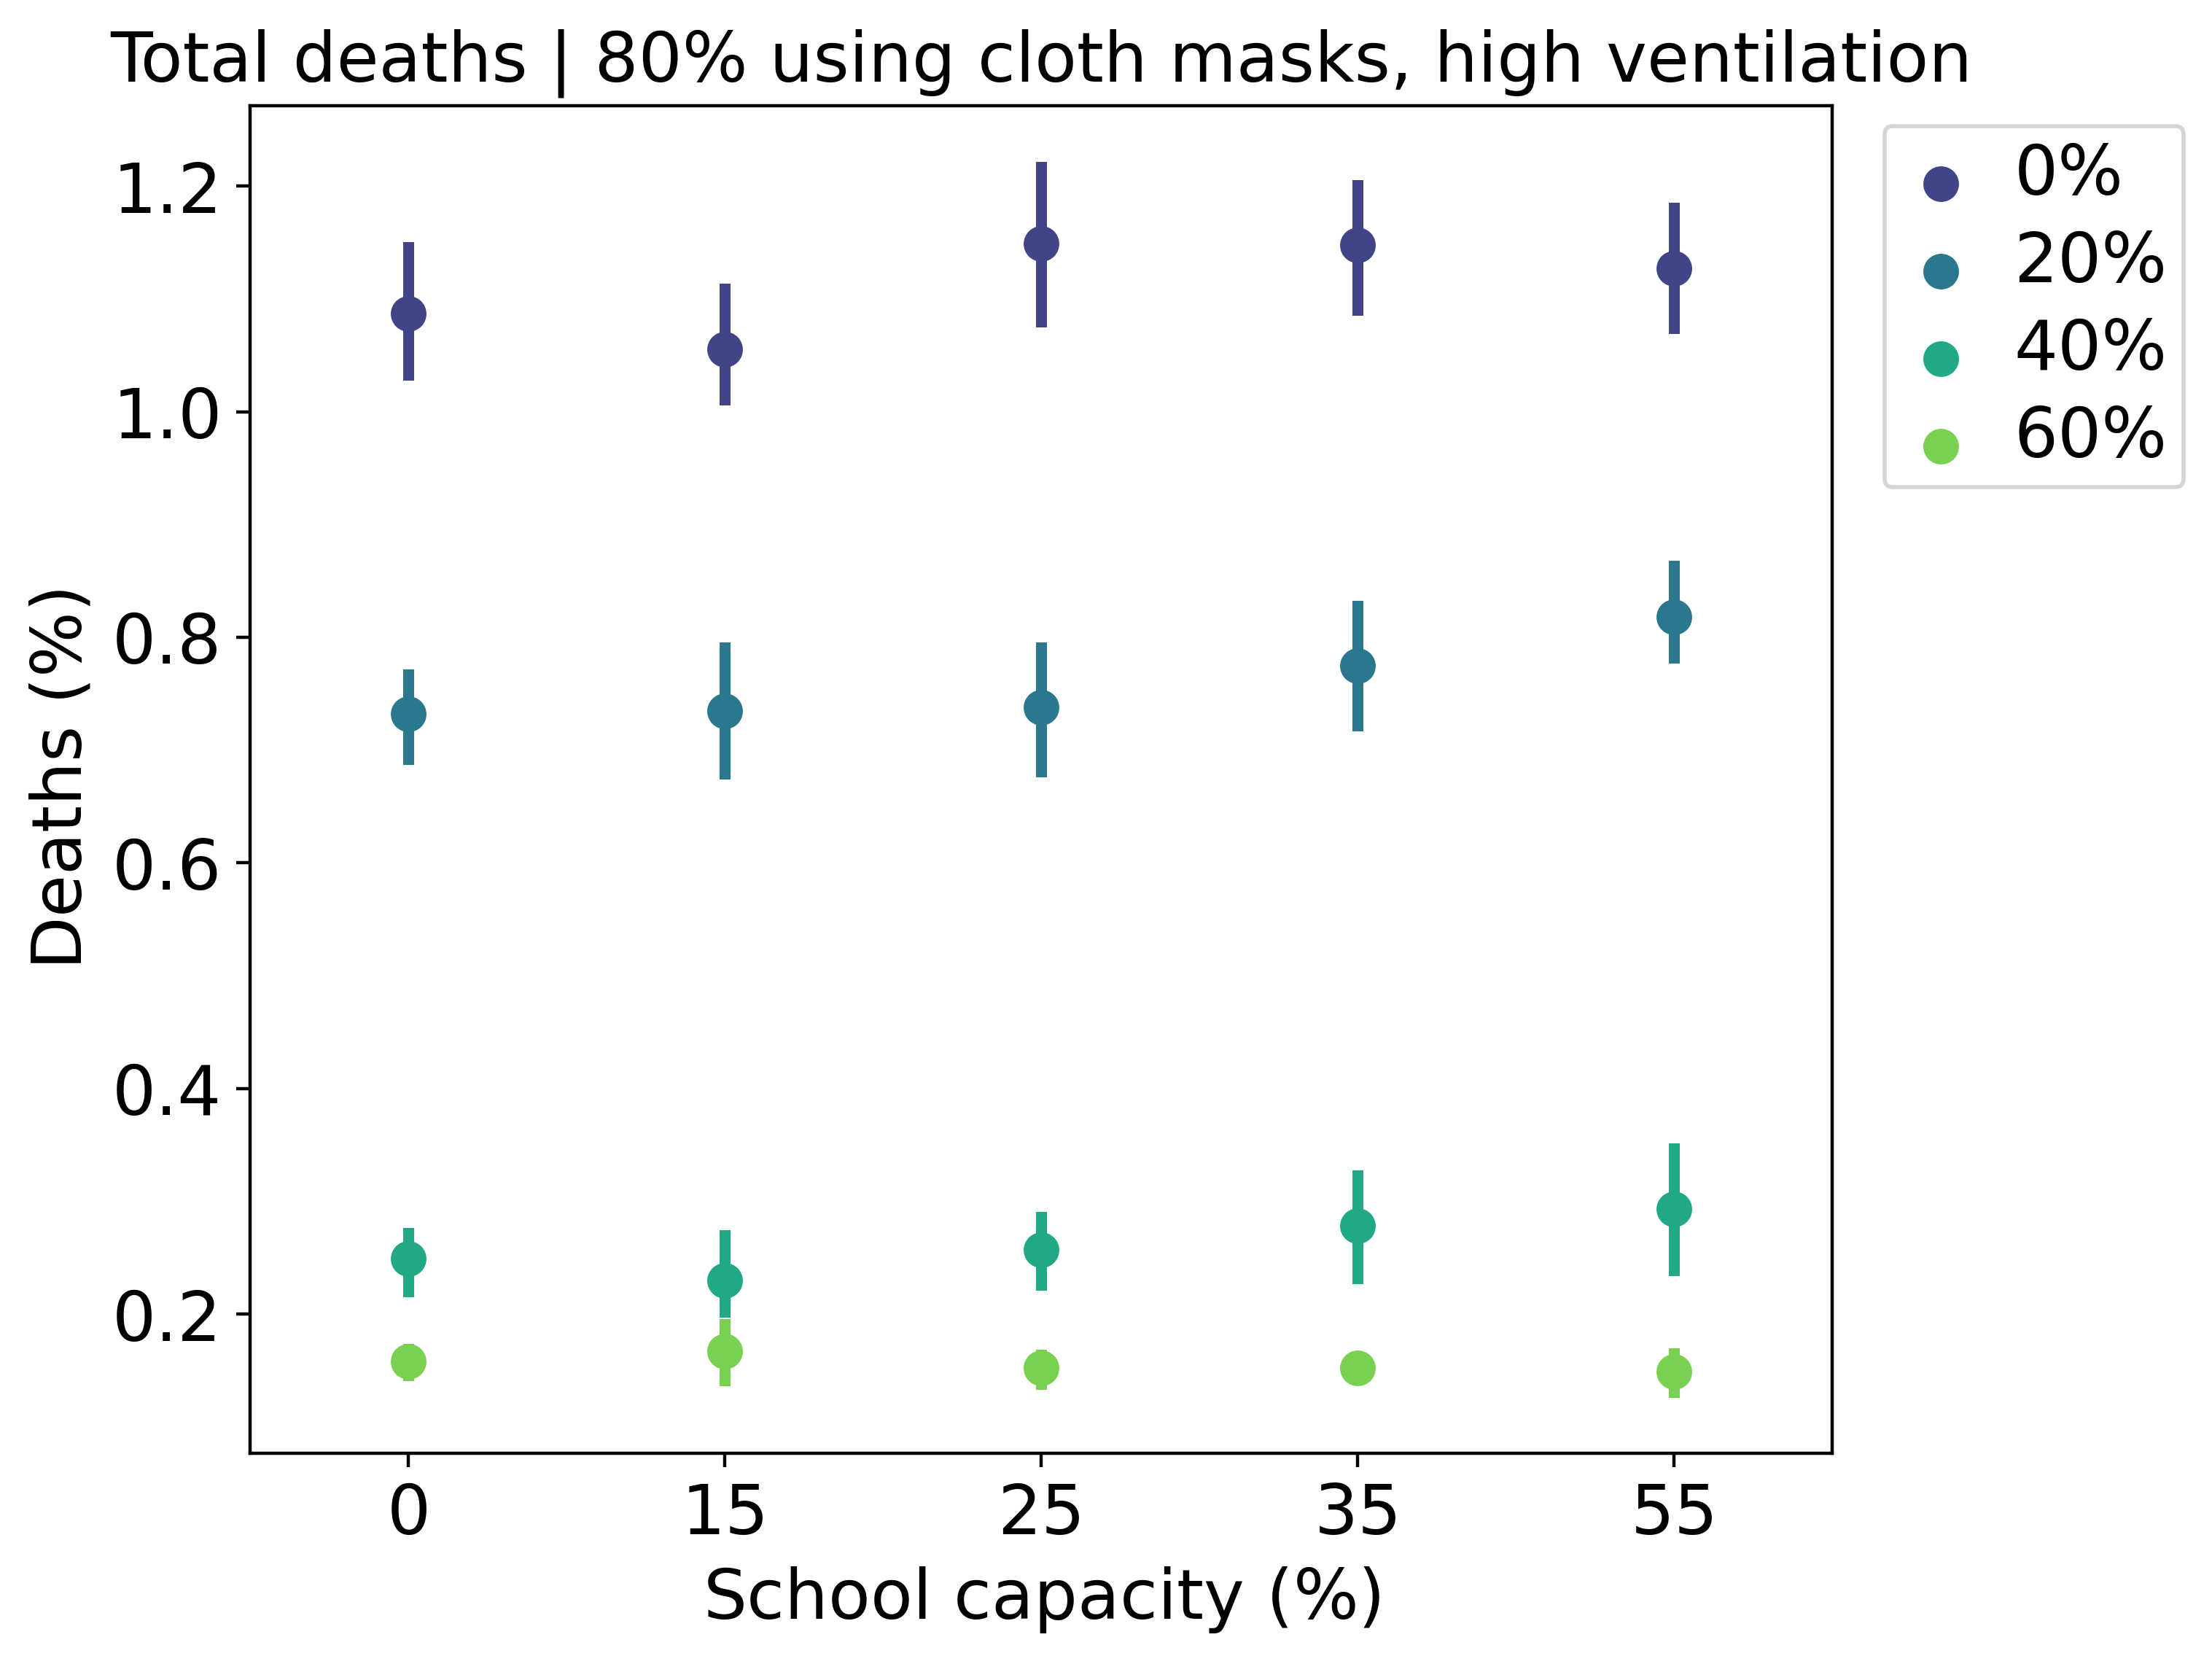 Total deaths | 80% using cloth masks, high ventilation
0%
20%
40%
60%
1.2
1.0
0.8
0.6
0.4
0.2
Deaths (%)
0 15 25 35 55
School capacity (%)